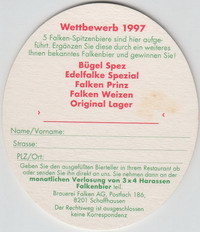 Wettbewerb 1997
5 Falken-Spitzenbiere sind hier aufge-
führt. Ergänzen Sie diese durch ein weiteres
Ihnen bekanntes Falkenbier und gewinnen Sie!
Bügel Spez
Edelfalke Spezial
Falken Prinz
Falken Weizen
Original Lager
Name/Vorname:
Strasse:
PLZ/Ort:
Geben Sie den ausgefüllten Bierteller in Ihrem Restaurant ab
oder senden Sie ihn direkt an uns. Sie nehmen dann an der
monatlichen Verlosung von 3x4 Harassen
Falkenbier teil.
Brauerei Falken AG, Postfach 186,
8201 Schaffhausen
Der Rechtsweg ist ausgeschlossen
keine Korrespondenz